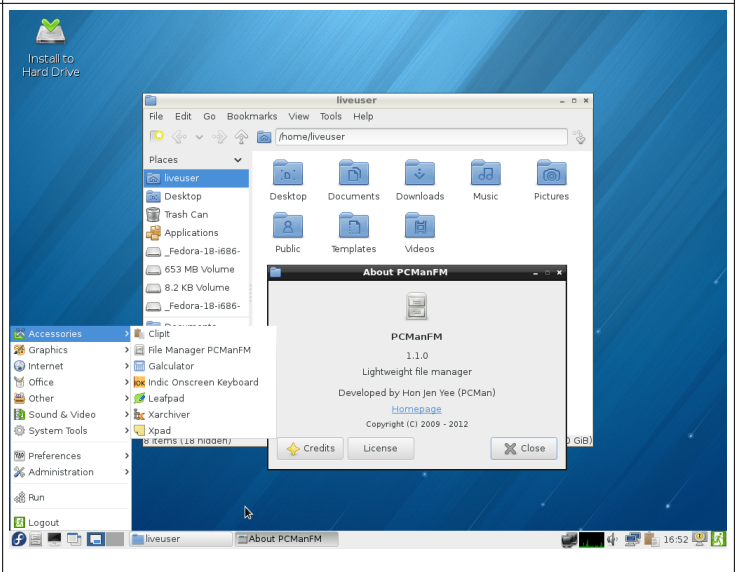 Install to
Hard Drive
liveuser
File Edit Go Bookmarks View Tools Help
/home/liveuser
Places
liveuser
Desktop
Trash Can
Applications
_Fedora-18-i686-
653 MB Volume
8.2 KB Volume
_Fedora-18-i686-
Documents
Desktop Documents Downloads Music Pictures
Public Templates Videos
8 items (18 hidden)
GiB)
About PCManFM
PCManFM
1.1.0
Lightweight file manager
Developed by Hon Jen Yee (PCMan)
Homepage
Copyright (C) 2009 - 2012
Credits License Close
Accessories
Graphics
Internet
Office
Other
Sound & Video
System Tools
Preferences
Administration
Run
Logout
ClipIt
File Manager PCManFM
Galculator
Indic Onscreen Keyboard
Leafpad
Xarchiver
Xpad
liveuser About PCManFM 16:52